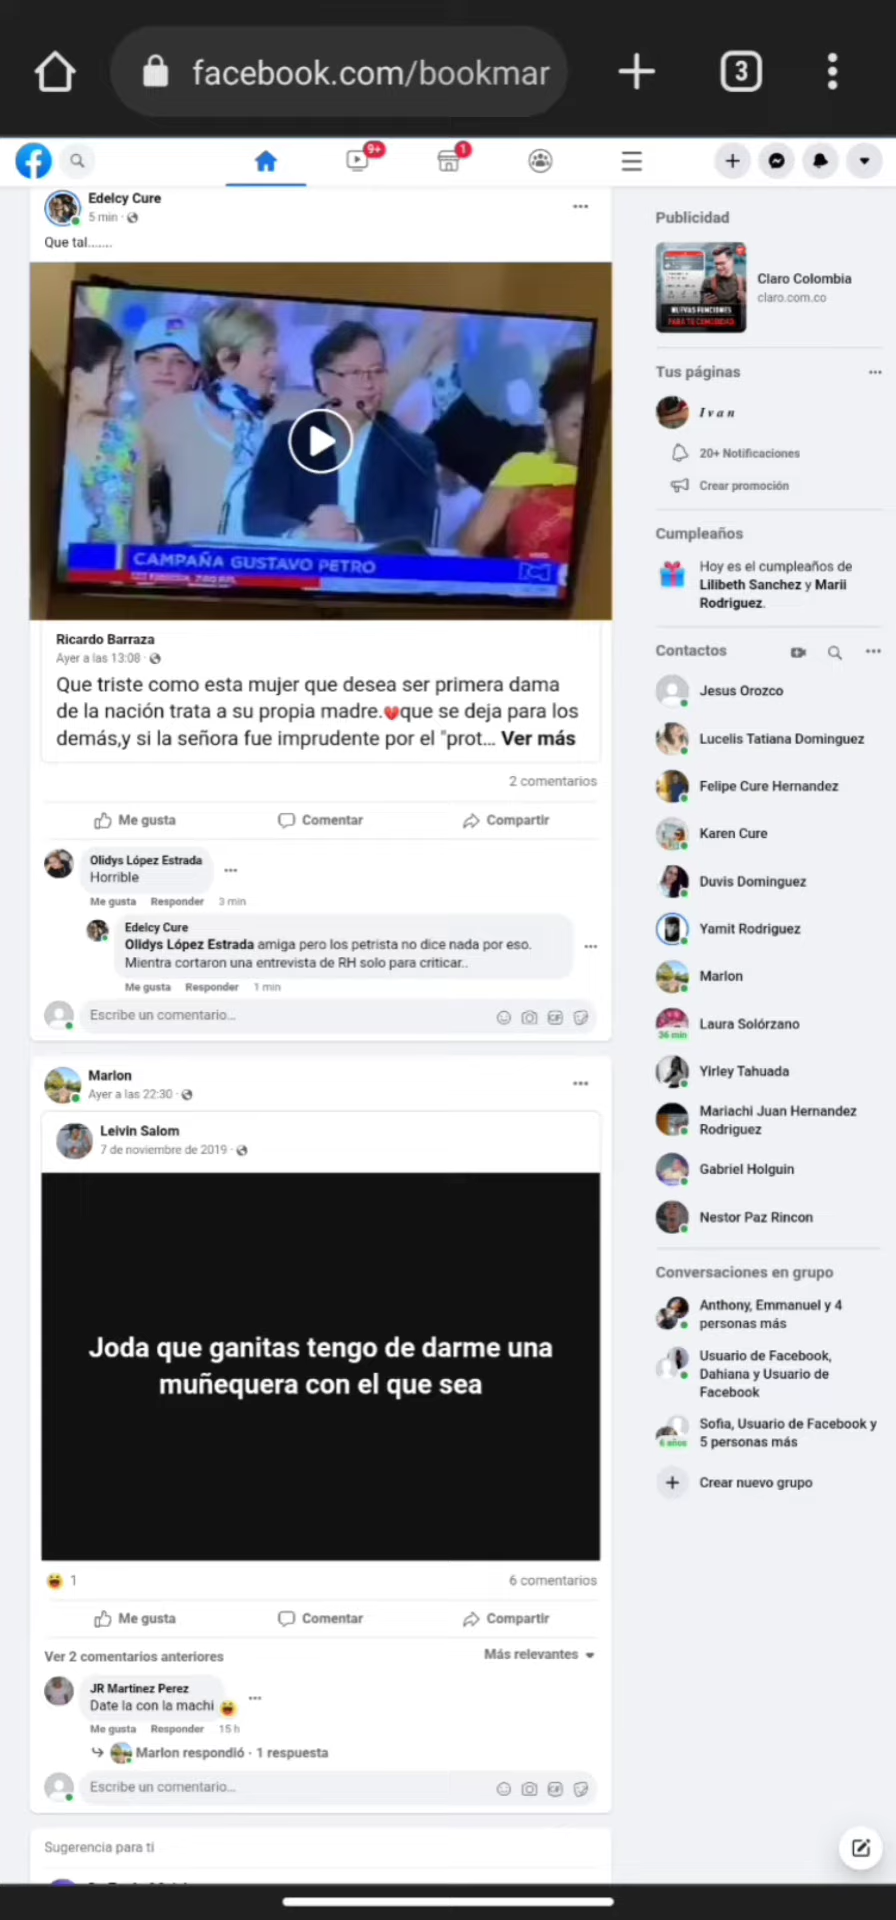 facebook.com/bookmar
3
9+
1
Edelcy Cure
5 min
Que tal.......
CAMPAÑA GUSTAVO PETRO
Ricardo Barraza
Ayer a las 13:08
Que triste como esta mujer que desea ser primera dama
de la nación trata a su propia madre.💔que se deja para los
demás,y si la señora fue imprudente por el "prot... Ver más
2 comentarios
Me gusta
Comentar
Compartir
Olidys López Estrada
Horrible
Me gusta Responder 3 min
Edelcy Cure
Olidys López Estrada amiga pero los petrista no dice nada por eso.
Mientra cortaron una entrevista de RH solo para criticar..
Me gusta Responder 1 min
Escribe un comentario...
Marlon
Ayer a las 22:30
Leivin Salom
7 de noviembre de 2019
Joda que ganitas tengo de darme una
muñequera con el que sea
1
6 comentarios
Me gusta
Comentar
Compartir
Ver 2 comentarios anteriores
Más relevantes
JR Martinez Perez
Date la con la machi 😆
Me gusta Responder 15 h
Marlon respondió · 1 respuesta
Escribe un comentario...
Sugerencia para ti
Publicidad
NUEVAS FUNCIONES
PARA TU COMUNIDAD
Claro Colombia
claro.com.co
Tus páginas
Ivan
20+ Notificaciones
Crear promoción
Cumpleaños
Hoy es el cumpleaños de
Lilibeth Sanchez y Marii
Rodriguez.
Contactos
Jesus Orozco
Lucelis Tatiana Dominguez
Felipe Cure Hernandez
Karen Cure
Duvis Dominguez
Yamit Rodriguez
Marlon
36 min
Laura Solórzano
Yirley Tahuada
Mariachi Juan Hernandez
Rodriguez
Gabriel Holguin
Nestor Paz Rincon
Conversaciones en grupo
Anthony, Emmanuel y 4
personas más
Usuario de Facebook,
Dahiana y Usuario de
Facebook
6 años
Sofia, Usuario de Facebook y
5 personas más
Crear nuevo grupo